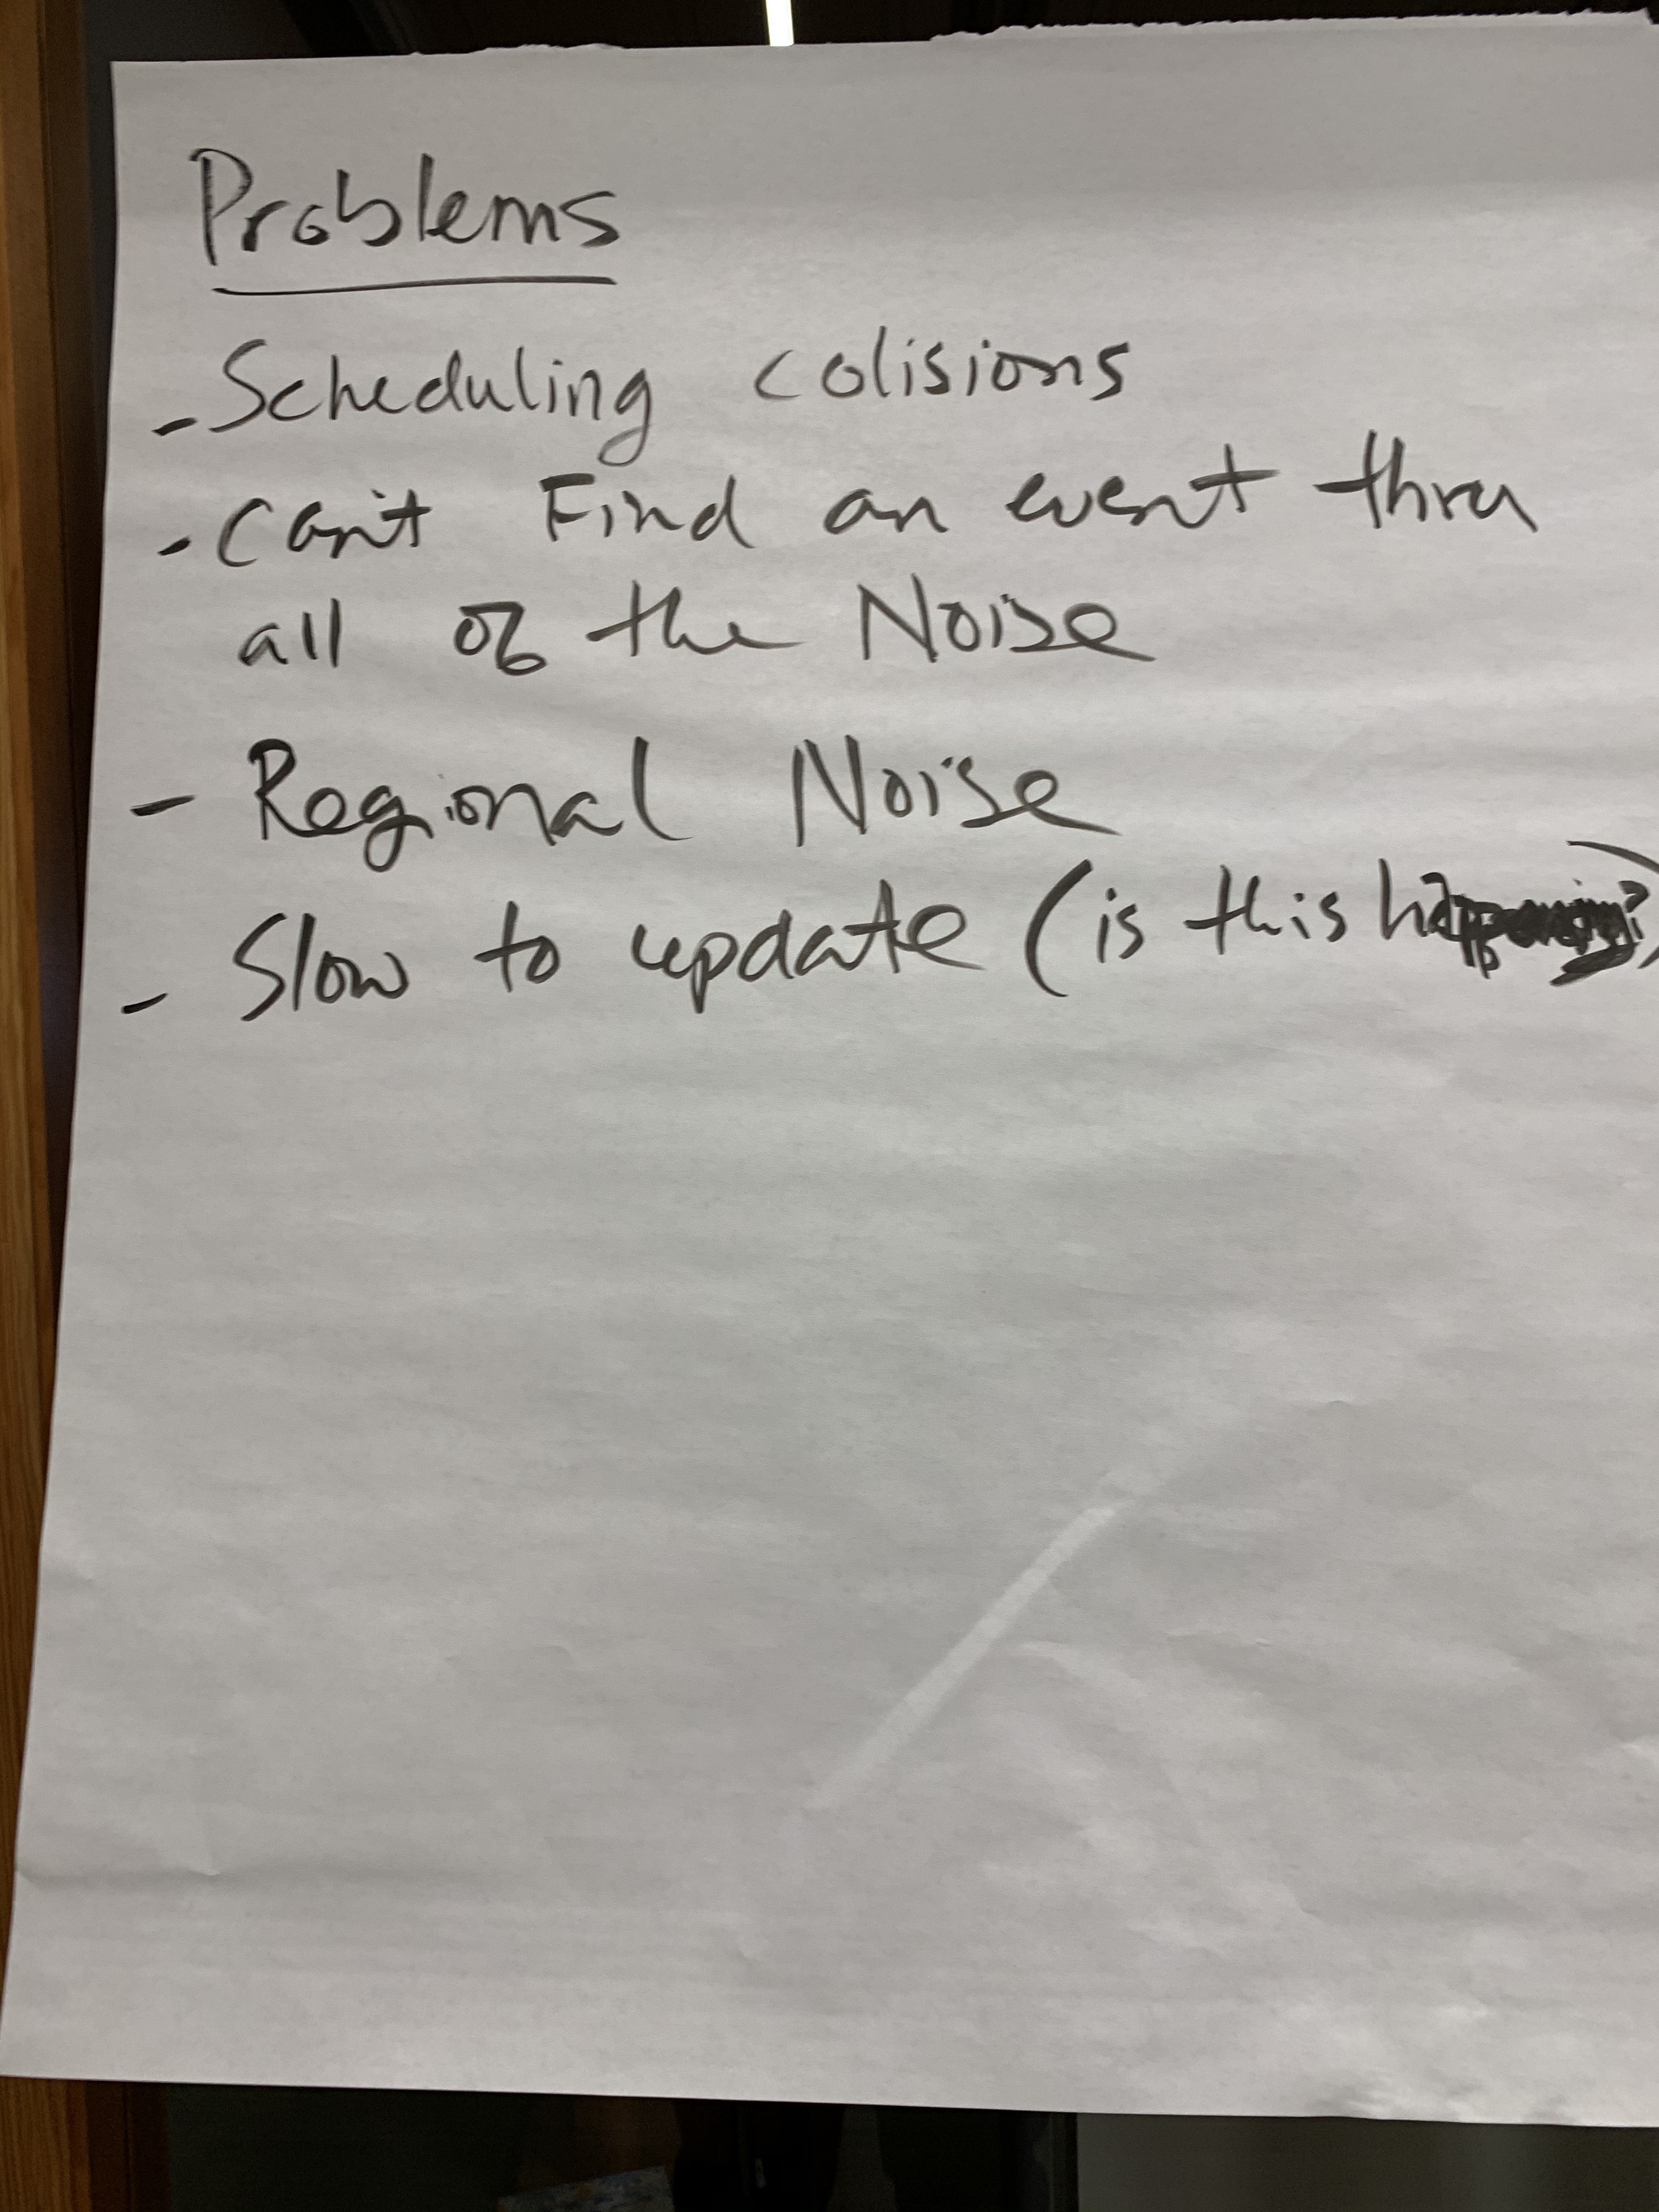 Problems
- Scheduling colisions
- Can't Find an event thru
all of the Noise
- Regional Noise
- Slow to update (is this happening?)